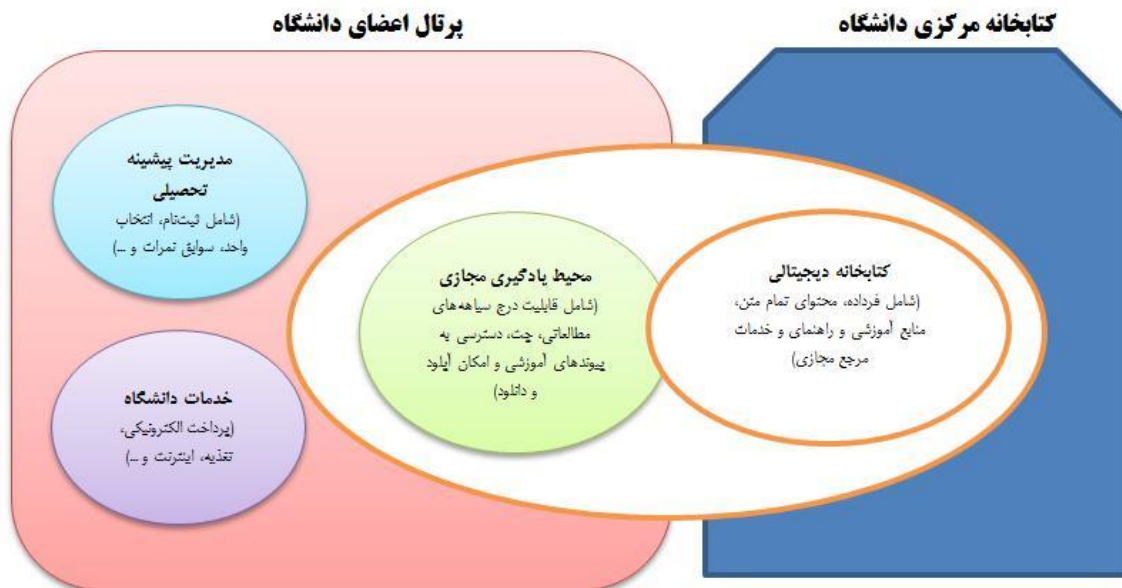 کتابخانه مرکزی دانشگاه
پرتال اعضای دانشگاه
مدیریت پیشینه
تحصیلی
(شامل ثبت‌نام، انتخاب
واحد، سوابق نمرات و ...)
کتابخانه دیجیتالی
(شامل فرداده، محتوای تمام متن،
منابع آموزشی و راهنمای و خدمات
مرجع مجازی)
محیط یادگیری مجازی
(شامل قابلیت درج سیاهه‌های
مطالعاتی، چت، دسترسی به
پیوندهای آموزشی و امکان آپلود
و دانلود)
خدمات دانشگاه
(پرداخت الکترونیکی،
تغذیه، اینترنت و ...)